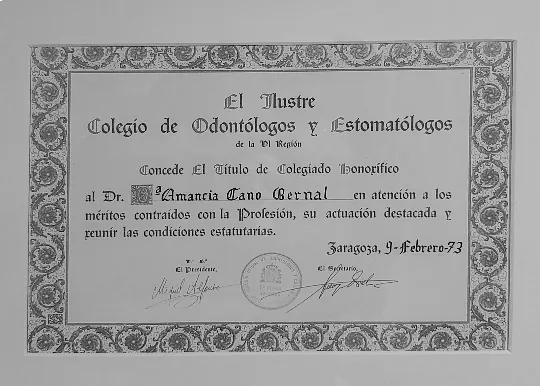 El Ilustre
Colegio de Odontólogos y Estomatólogos
de la VI Región
Concede El Título de Colegiado Honorífico
al Dr. Dª Amancia Cano Bernal en atención a los
méritos contraídos con la Profesión, su actuación destacada y
reunir las condiciones estatutarias.
Zaragoza, 9-Febrero-73
V.º B.º
El Presidente,
El Secretario,